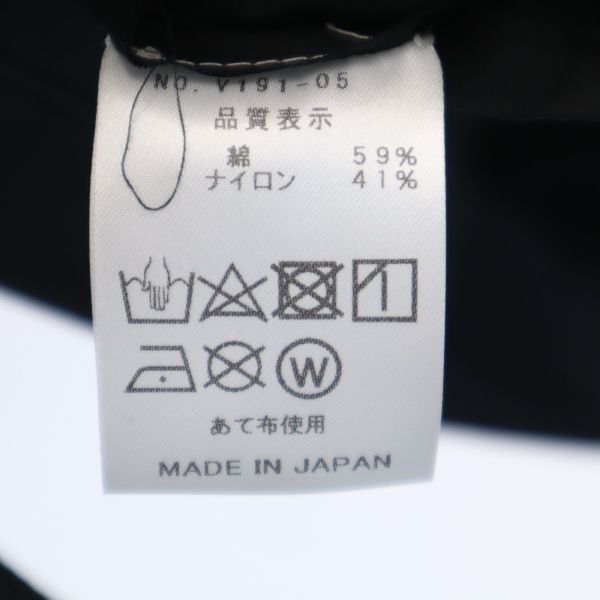 NO. V191-05
品質表示
綿 59%
ナイロン 41%
W
あて布使用
MADE IN JAPAN